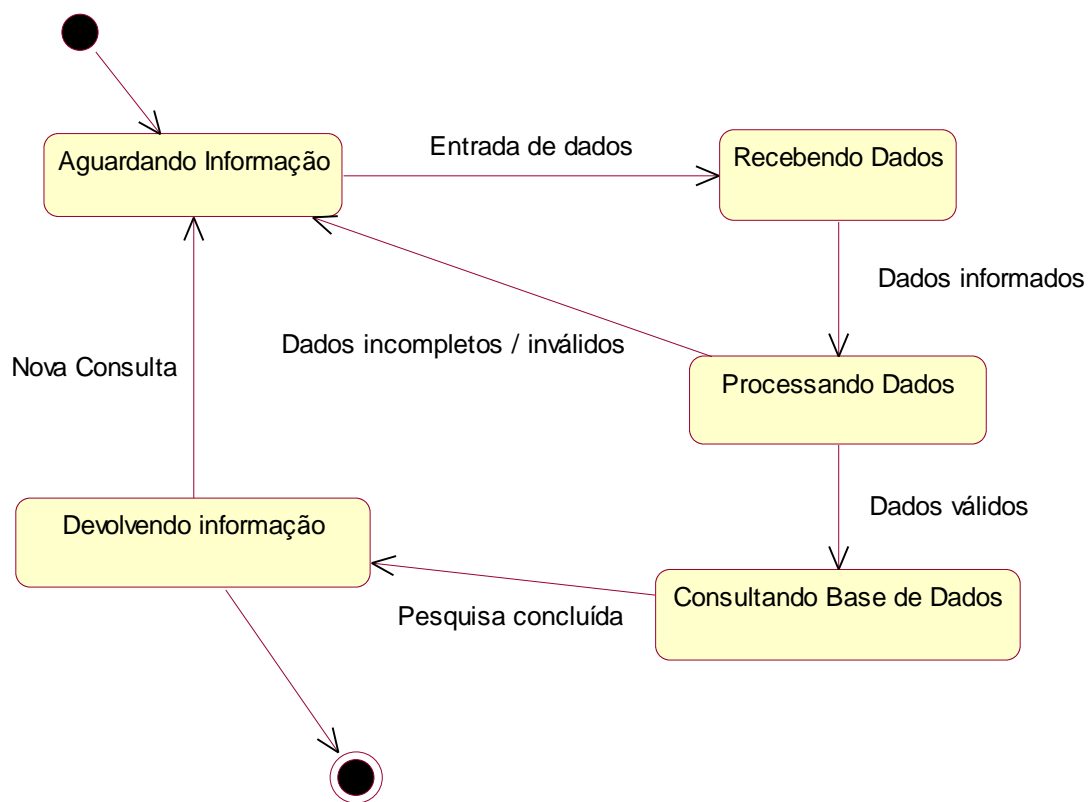 Aguardando Informação
Entrada de dados
Recebendo Dados
Dados informados
Dados incompletos / inválidos
Nova Consulta
Processando Dados
Dados válidos
Devolvendo informação
Pesquisa concluída
Consultando Base de Dados